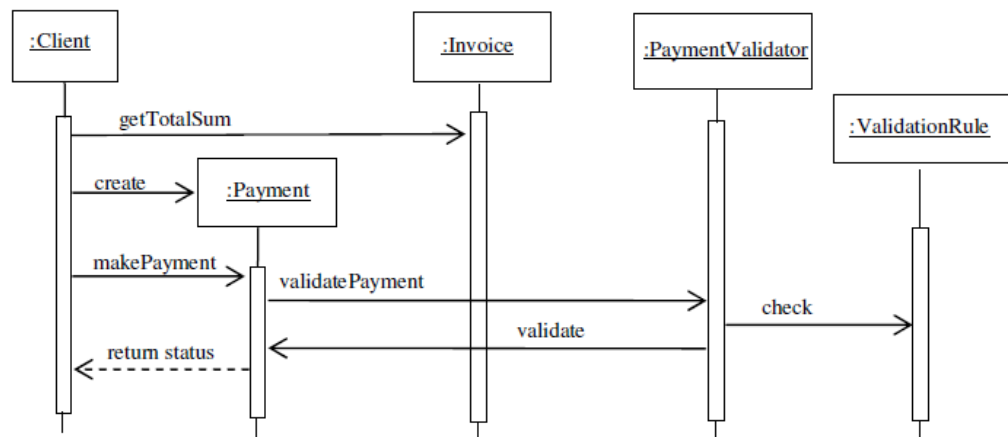 :Client
:Invoice
:PaymentValidator
:ValidationRule
getTotalSum
create
:Payment
makePayment
validatePayment
check
validate
return status